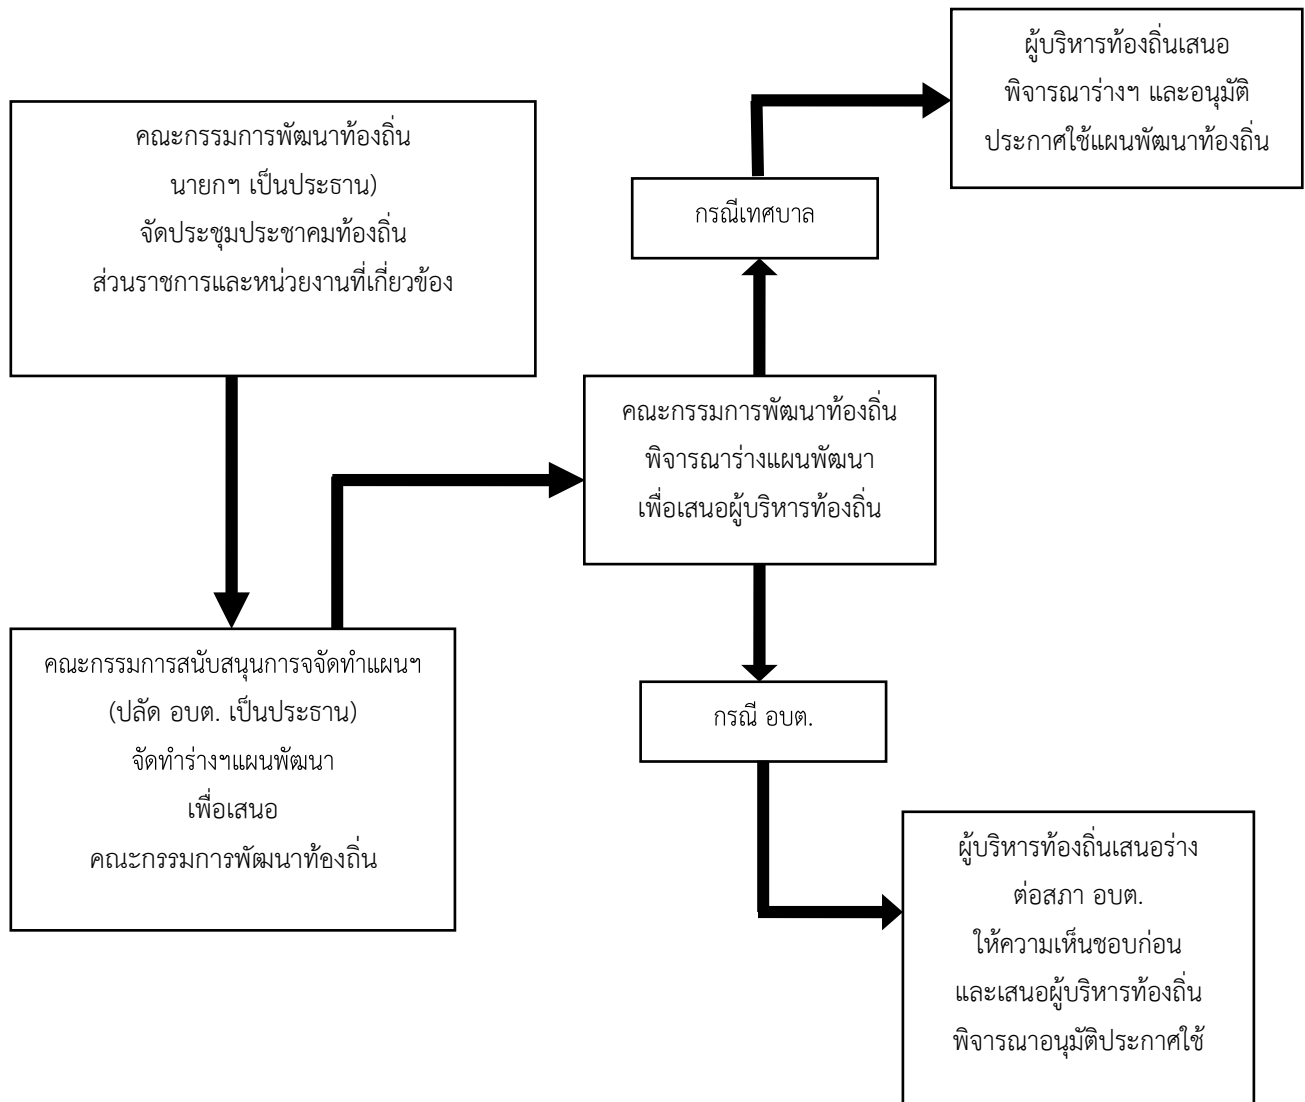 คณะกรรมการพัฒนาท้องถิ่น
นายกฯ เป็นประธาน)
จัดประชุมประชาคมท้องถิ่น
ส่วนราชการและหน่วยงานที่เกี่ยวข้อง
คณะกรรมการสนับสนุนการจจัดทำแผนฯ
(ปลัด อบต. เป็นประธาน)
จัดทำร่างฯแผนพัฒนา
เพื่อเสนอ
คณะกรรมการพัฒนาท้องถิ่น
คณะกรรมการพัฒนาท้องถิ่น
พิจารณาร่างแผนพัฒนา
เพื่อเสนอผู้บริหารท้องถิ่น
กรณีเทศบาล
ผู้บริหารท้องถิ่นเสนอ
พิจารณาร่างฯ และอนุมัติ
ประกาศใช้แผนพัฒนาท้องถิ่น
กรณี อบต.
ผู้บริหารท้องถิ่นเสนอร่าง
ต่อสภา อบต.
ให้ความเห็นชอบก่อน
และเสนอผู้บริหารท้องถิ่น
พิจารณาอนุมัติประกาศใช้